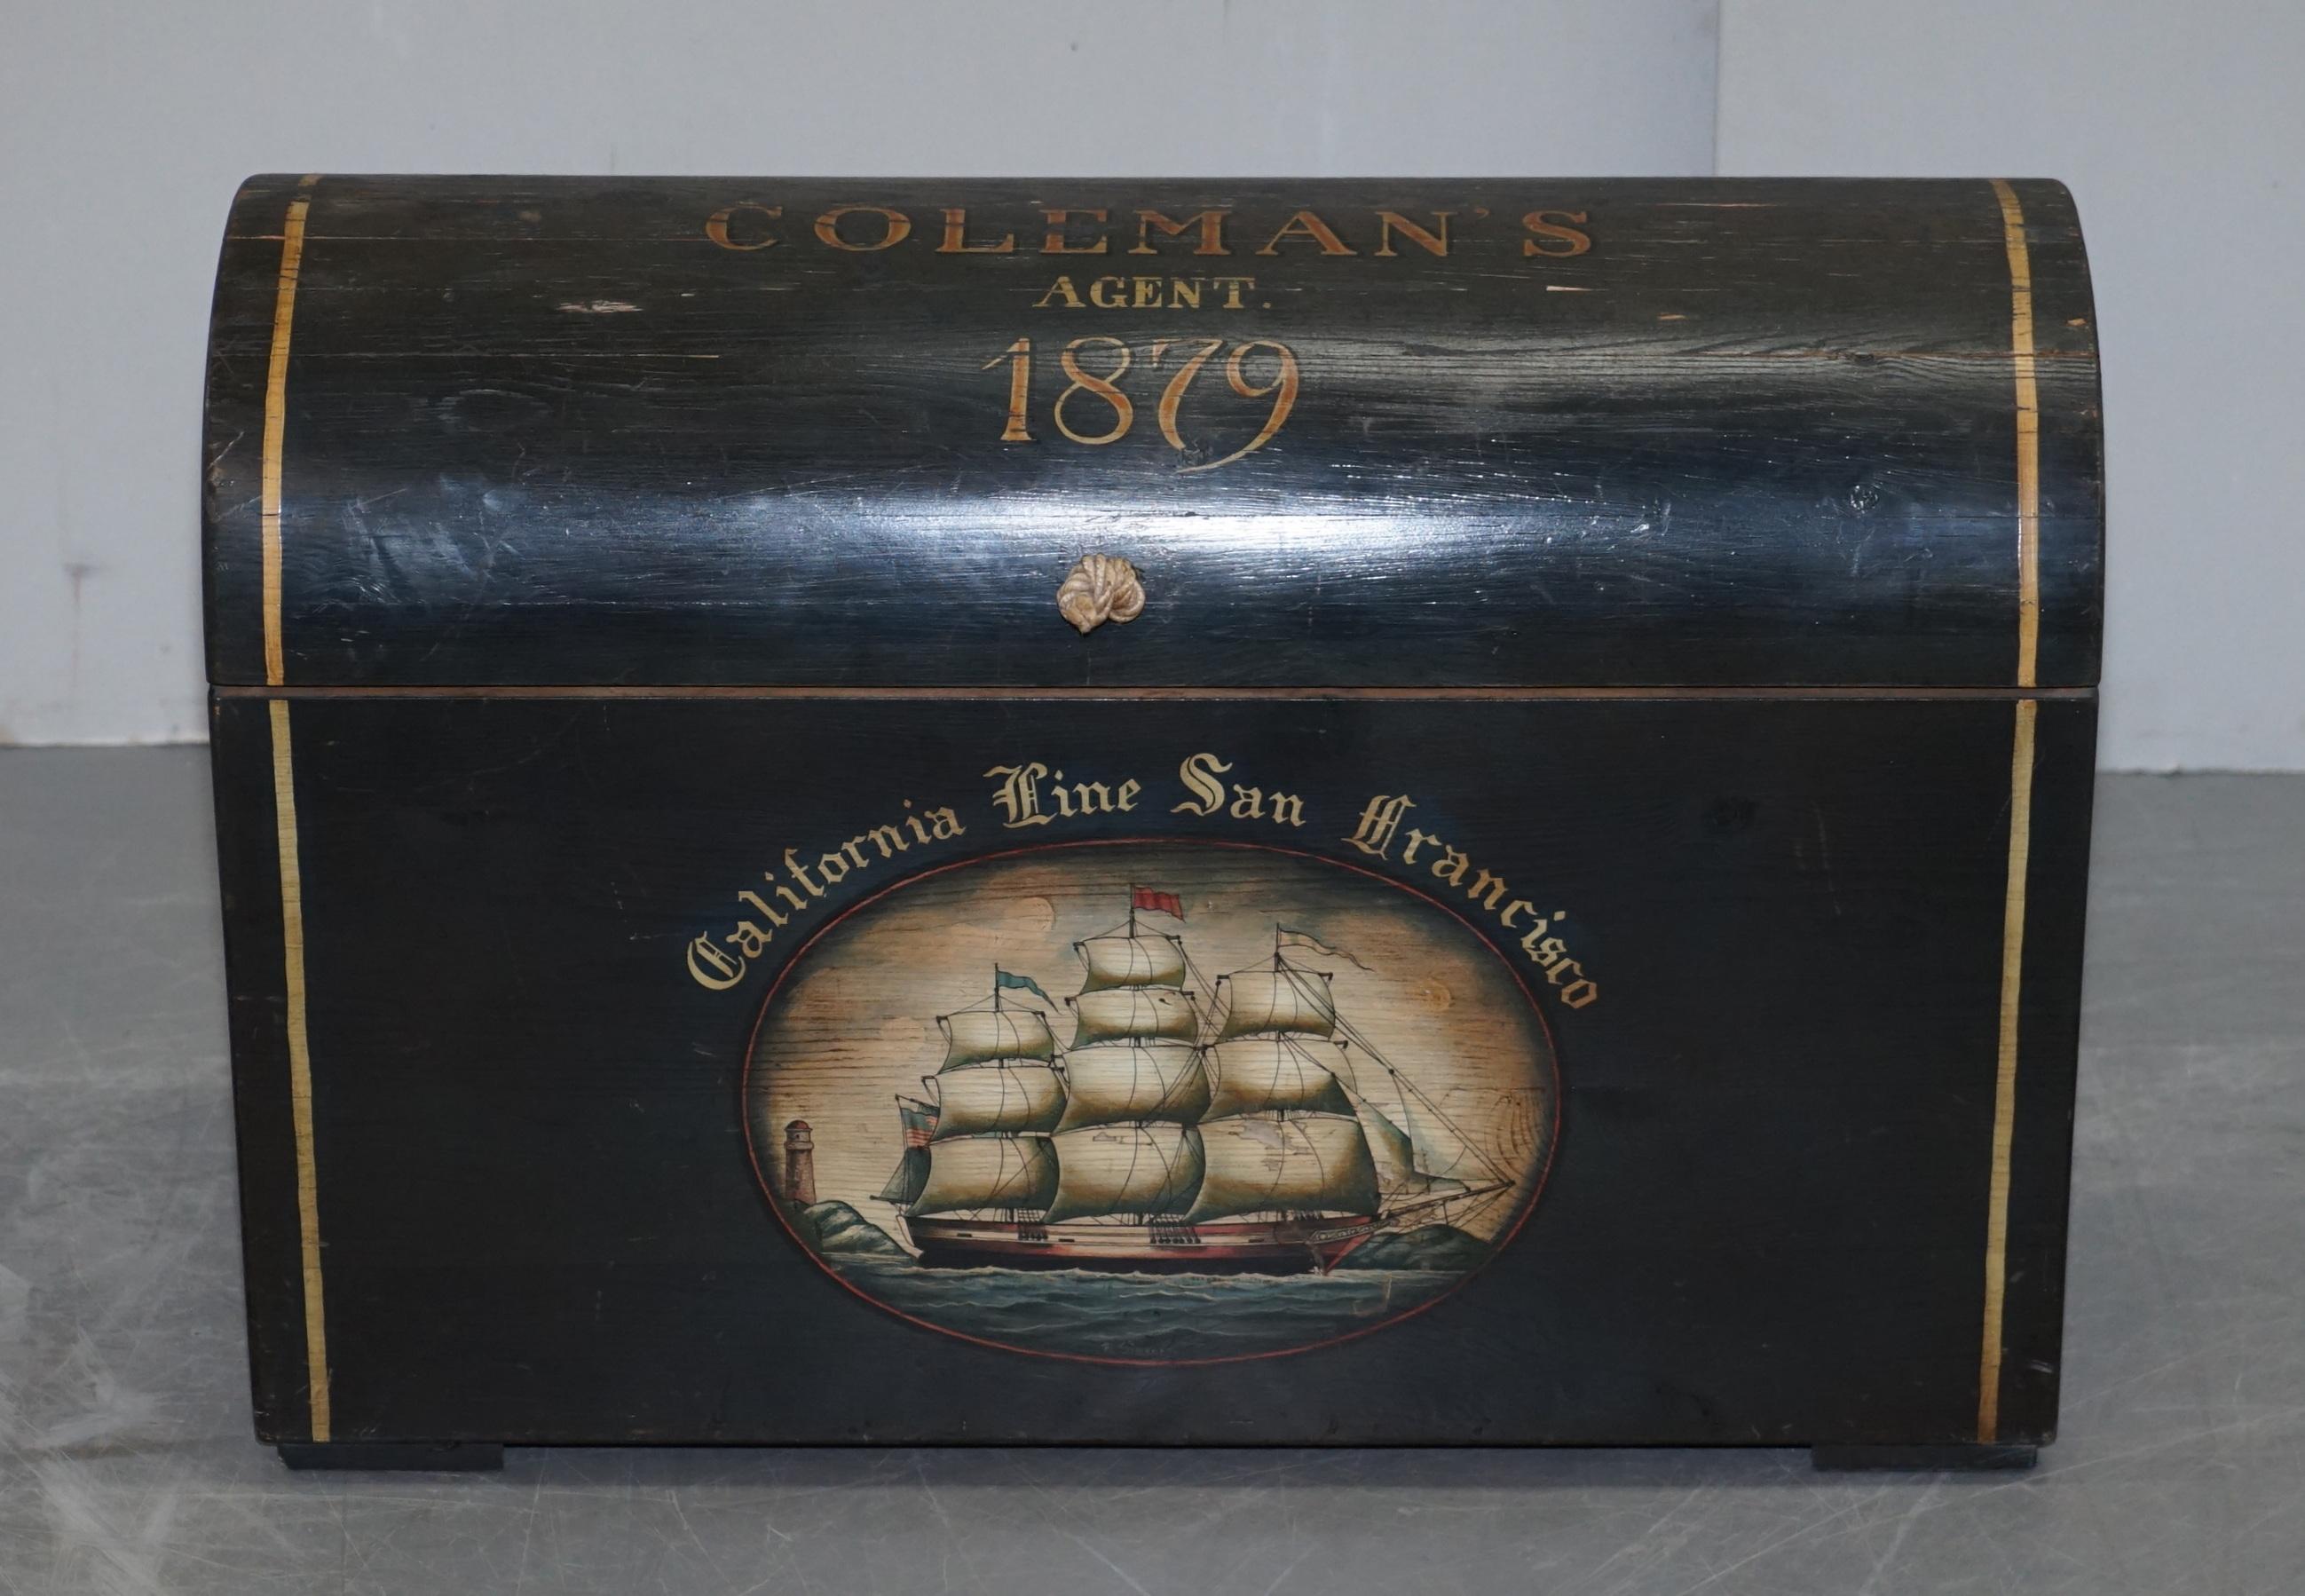 COLEMAN'S
AGENT.
1879
California Line San Francisco